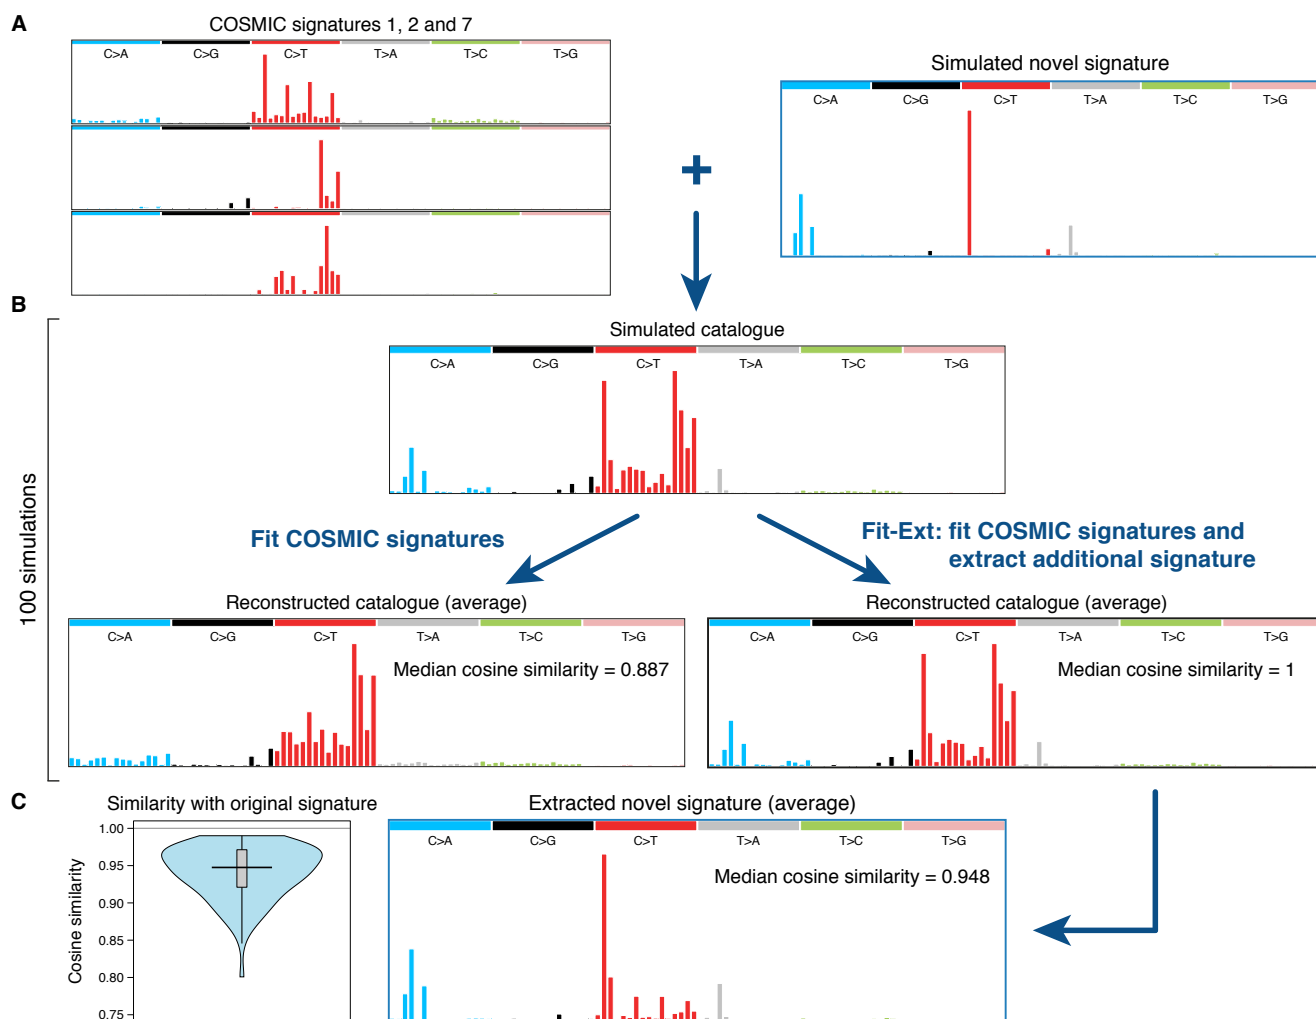 A
COSMIC signatures 1, 2 and 7
C>A C>G C>T T>A T>C T>G
Simulated novel signature
C>A C>G C>T T>A T>C T>G
+
B
Simulated catalogue
C>A C>G C>T T>A T>C T>G
100 simulations
Fit COSMIC signatures
Fit-Ext: fit COSMIC signatures and
extract additional signature
Reconstructed catalogue (average)
C>A C>G C>T T>A T>C T>G
Median cosine similarity = 0.887
Reconstructed catalogue (average)
C>A C>G C>T T>A T>C T>G
Median cosine similarity = 1
C
Similarity with original signature
Cosine similarity
1.00
0.95
0.90
0.85
0.80
0.75
Extracted novel signature (average)
C>A C>G C>T T>A T>C T>G
Median cosine similarity = 0.948